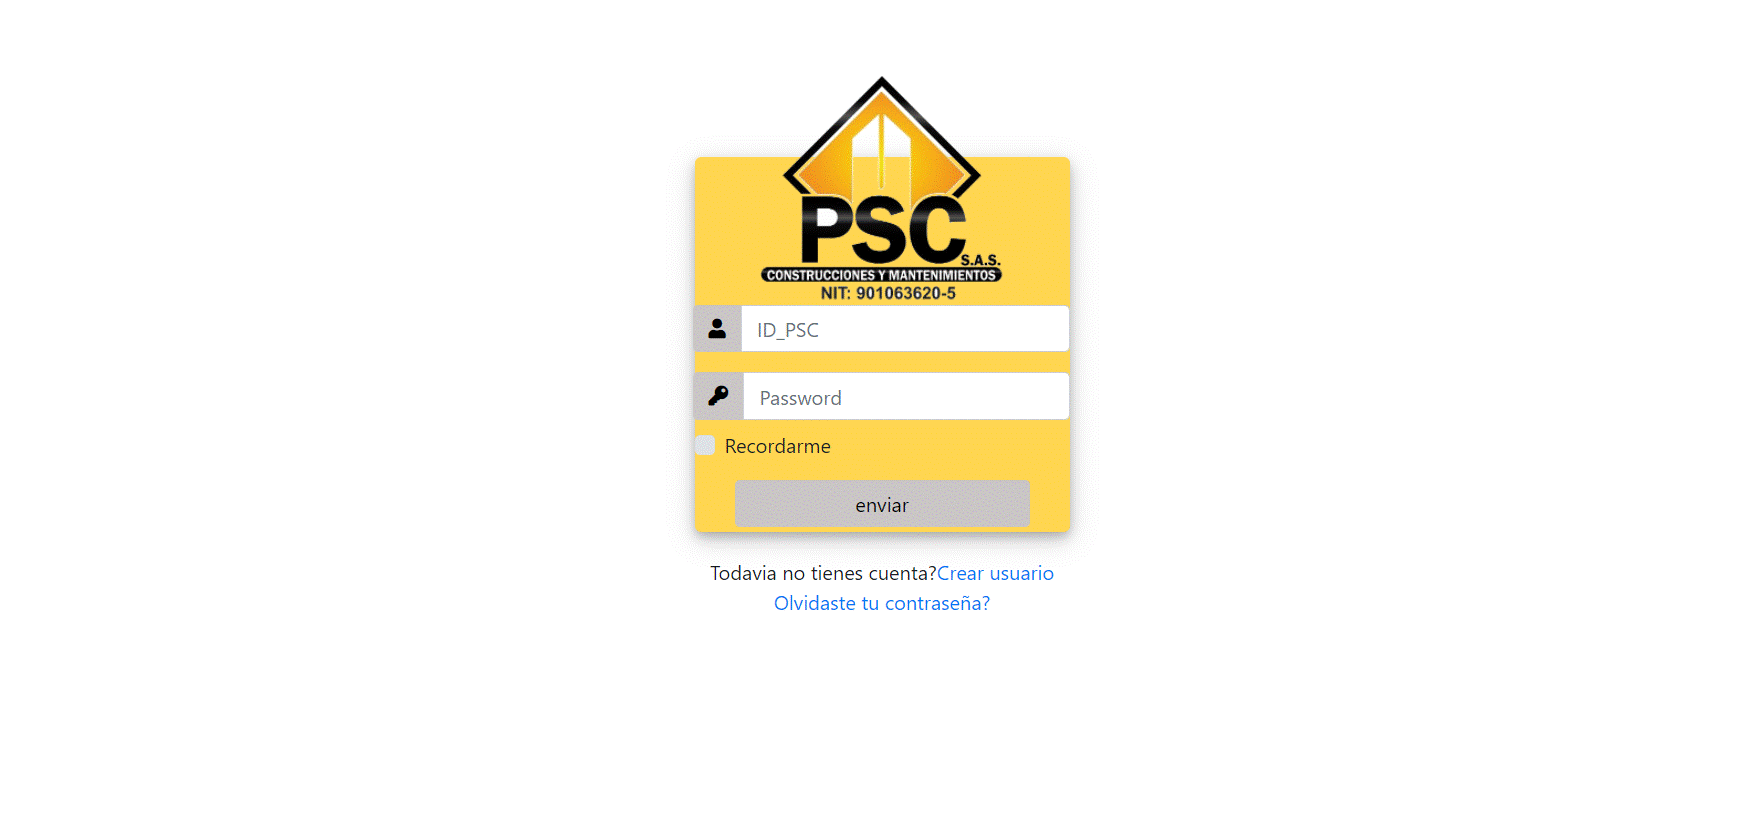 PSC
S.A.S.
CONSTRUCCIONES Y MANTENIMIENTOS
NIT: 901063620-5
ID_PSC
Password
Recordarme
enviar
Todavia no tienes cuenta?Crear usuario
Olvidaste tu contraseña?